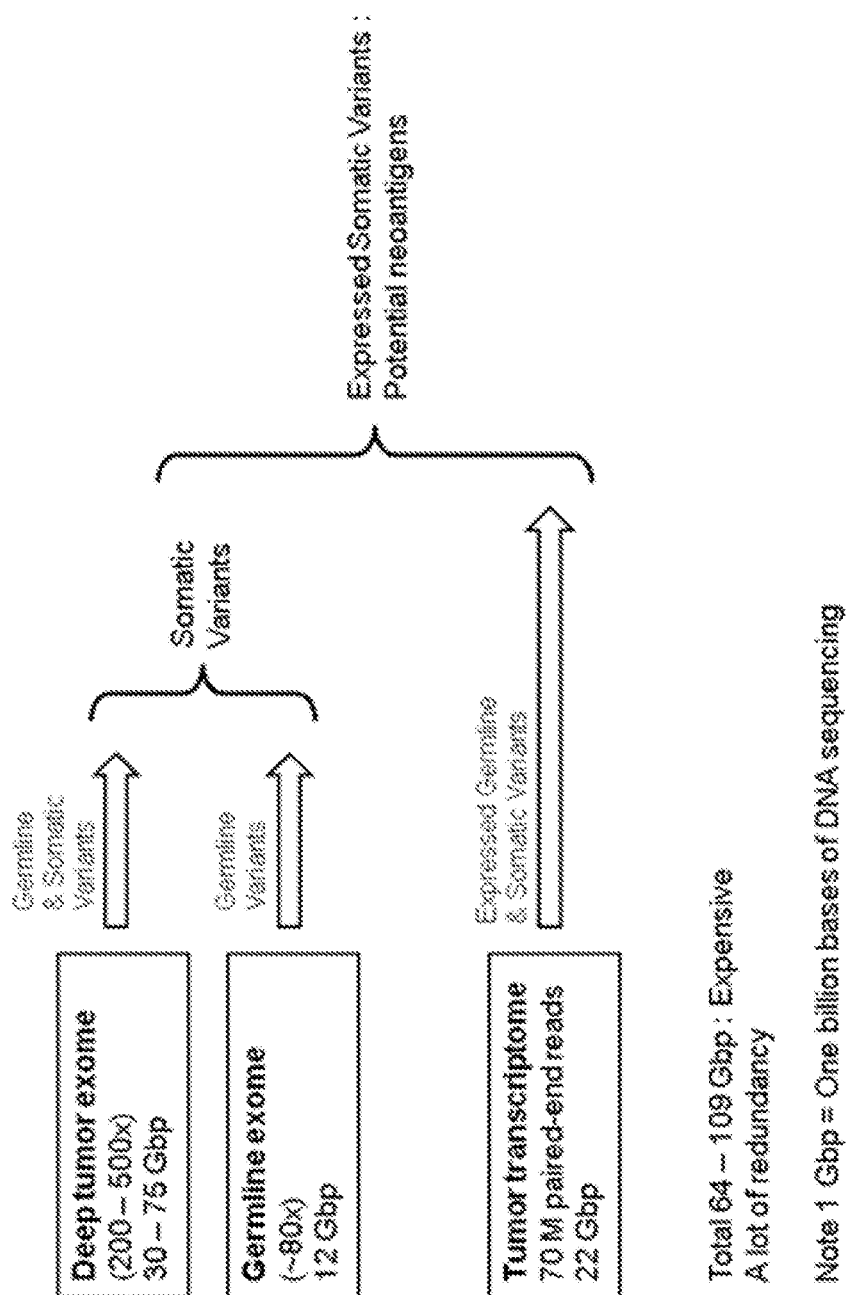 Deep tumor exome
(200 – 500x)
30 – 75 Gbp
Germline
& Somatic
Variants
Germline exome
(~80x)
12 Gbp
Germline
Variants
Somatic
Variants
Tumor transcriptome
70 M paired-end reads
22 Gbp
Expressed Germline
& Somatic Variants
Expressed Somatic Variants :
Potential neoantigens
Total 64 – 109 Gbp : Expensive
A lot of redundancy
Note 1 Gbp = One billion bases of DNA sequencing